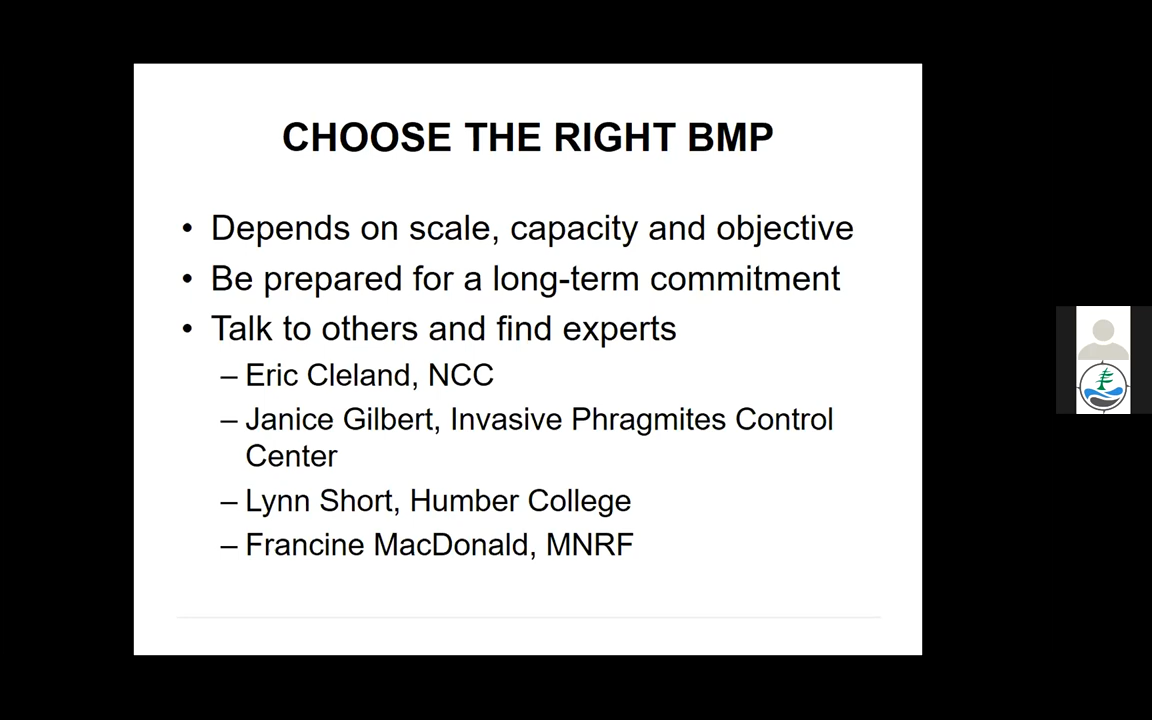 CHOOSE THE RIGHT BMP
• Depends on scale, capacity and objective
• Be prepared for a long-term commitment
• Talk to others and find experts
– Eric Cleland, NCC
– Janice Gilbert, Invasive Phragmites Control
Center
– Lynn Short, Humber College
– Francine MacDonald, MNRF